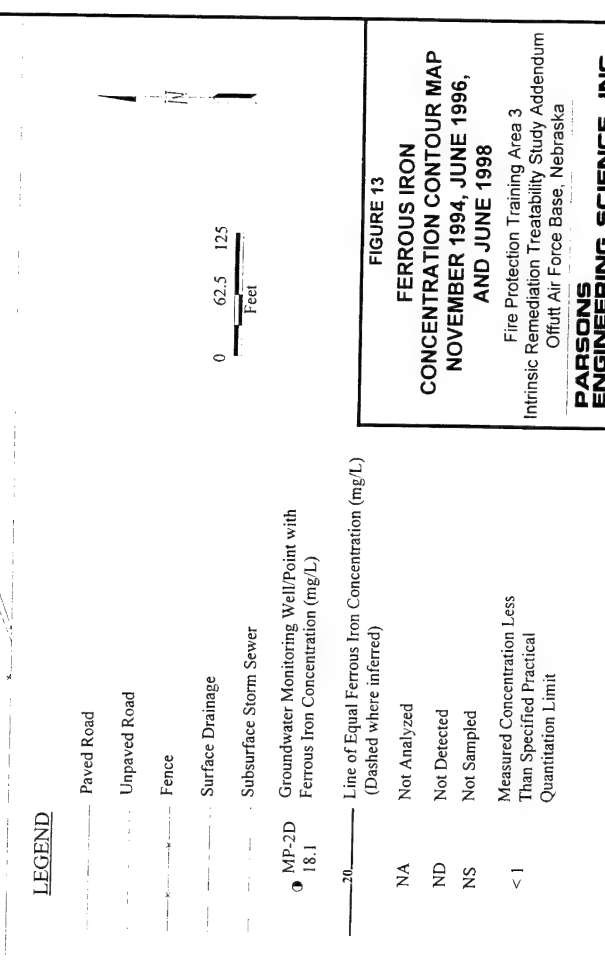 LEGEND
Paved Road
Unpaved Road
Fence
Surface Drainage
Subsurface Storm Sewer
MP-2D Groundwater Monitoring Well/Point with
18.1 Ferrous Iron Concentration (mg/L)
20 Line of Equal Ferrous Iron Concentration (mg/L)
(Dashed where inferred)
NA Not Analyzed
ND Not Detected
NS Not Sampled
< 1 Measured Concentration Less
Than Specified Practical
Quantitation Limit
N
0 62.5 125
Feet
FIGURE 13
FERROUS IRON
CONCENTRATION CONTOUR MAP
NOVEMBER 1994, JUNE 1996,
AND JUNE 1998
Fire Protection Training Area 3
Intrinsic Remediation Treatability Study Addendum
Offutt Air Force Base, Nebraska
PARSONS
ENGINEERING SCIENCE, INC